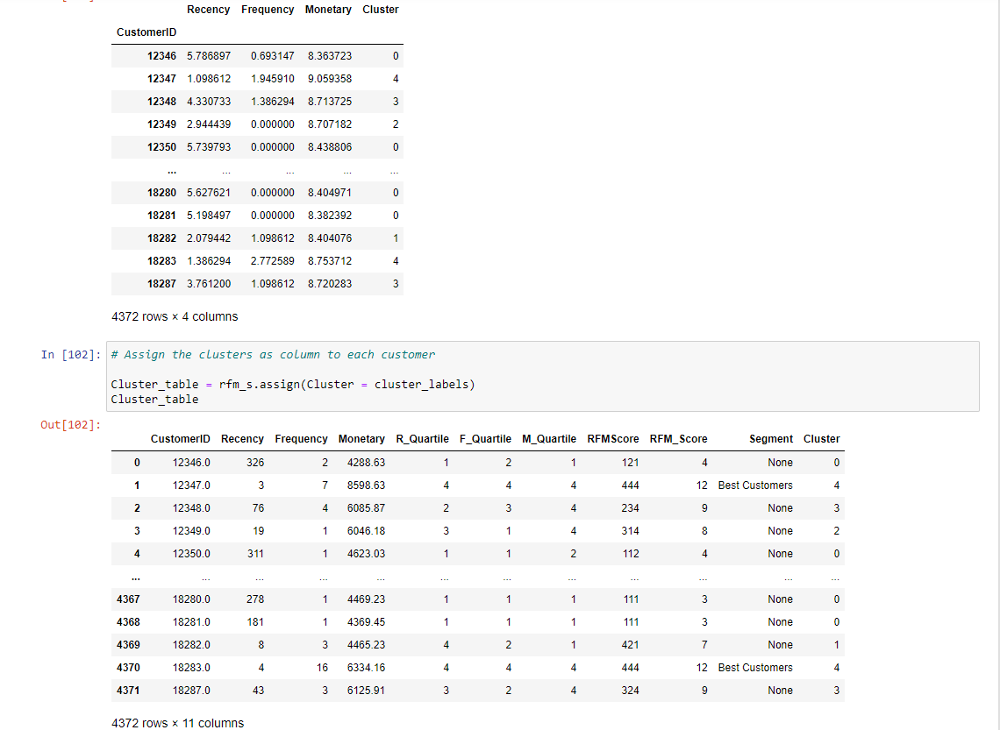 Recency Frequency Monetary Cluster
CustomerID
12346 5.786897 0.693147 8.363723 0
12347 1.098612 1.945910 9.059358 4
12348 4.330733 1.386294 8.713725 3
12349 2.944439 0.000000 8.707182 2
12350 5.739793 0.000000 8.438806 0
... ... ... ... ...
18280 5.627621 0.000000 8.404971 0
18281 5.198497 0.000000 8.382392 0
18282 2.079442 1.098612 8.404076 1
18283 1.386294 2.772589 8.753712 4
18287 3.761200 1.098612 8.720283 3
4372 rows × 4 columns
In [102]: # Assign the clusters as column to each customer
Cluster_table = rfm_s.assign(Cluster = cluster_labels)
Cluster_table
Out[102]:
CustomerID Recency Frequency Monetary R_Quartile F_Quartile M_Quartile RFMScore RFM_Score Segment Cluster
0 12346.0 326 2 4288.63 1 2 1 121 4 None 0
1 12347.0 3 7 8598.63 4 4 4 444 12 Best Customers 4
2 12348.0 76 4 6085.87 2 3 4 234 9 None 3
3 12349.0 19 1 6046.18 3 1 4 314 8 None 2
4 12350.0 311 1 4623.03 1 1 2 112 4 None 0
... ... ... ... ... ... ... ... ... ... ... ...
4367 18280.0 278 1 4469.23 1 1 1 111 3 None 0
4368 18281.0 181 1 4369.45 1 1 1 111 3 None 0
4369 18282.0 8 3 4465.23 4 2 1 421 7 None 1
4370 18283.0 4 16 6334.16 4 4 4 444 12 Best Customers 4
4371 18287.0 43 3 6125.91 3 2 4 324 9 None 3
4372 rows × 11 columns